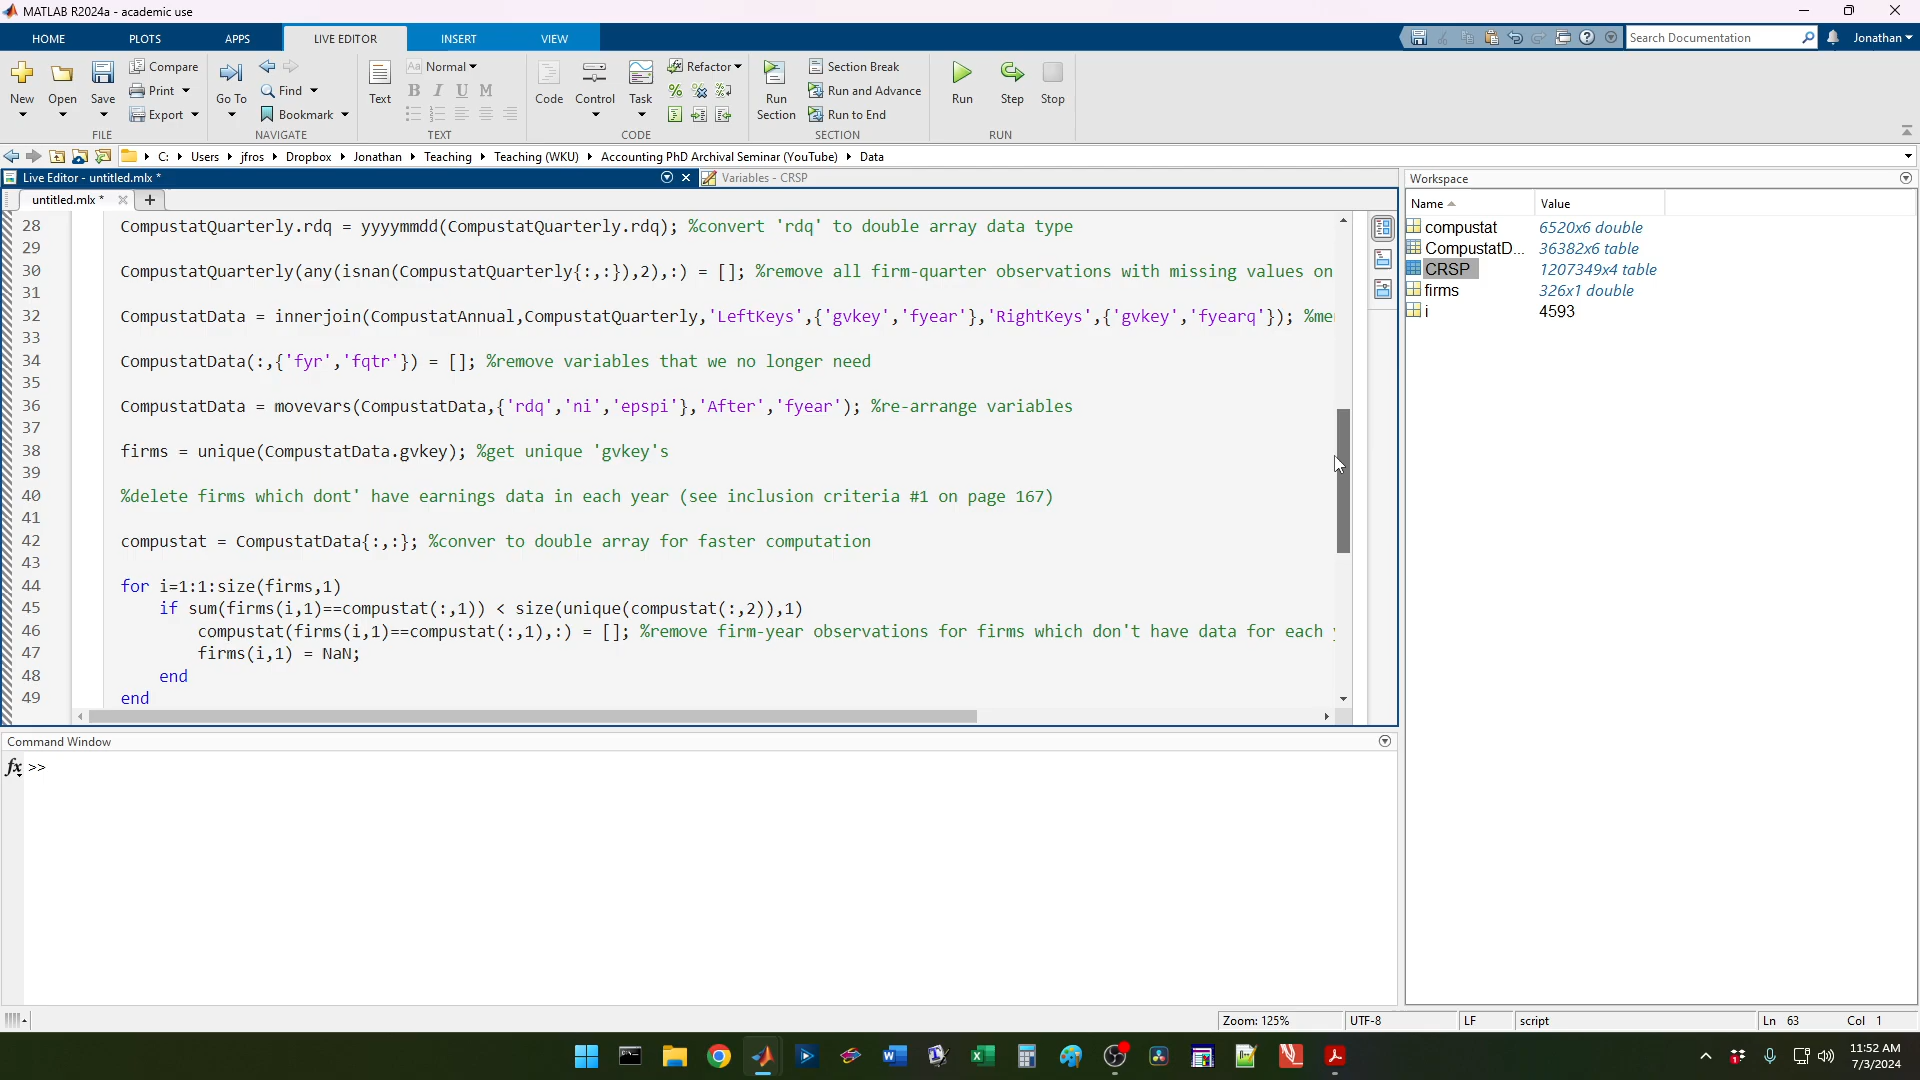 MATLAB R2024a - academic use
HOME PLOTS APPS LIVE EDITOR INSERT VIEW
Search Documentation
Jonathan
New
Open
Save
Compare
Print
Export
FILE
Go To
Find
Bookmark
NAVIGATE
Text
Aa Normal
B I U M
TEXT
Code
Control
Task
Refactor
CODE
Run Section
Section Break
Run and Advance
Run to End
SECTION
Run
Step
Stop
RUN
C: Users jfros Dropbox Jonathan Teaching Teaching (WKU) Accounting PhD Archival Seminar (YouTube) Data
Live Editor - untitled.mlx *
Variables - CRSP
untitled.mlx *
28 CompustatQuarterly.rdq = yyyymmdd(CompustatQuarterly.rdq); %convert 'rdq' to double array data type
29
30 CompustatQuarterly(any(isnan(CompustatQuarterly{:,:}),2),:) = []; %remove all firm-quarter observations with missing values on
31
32 CompustatData = innerjoin(CompustatAnnual,CompustatQuarterly,'LeftKeys',{'gvkey','fyear'},'RightKeys',{'gvkey','fyearq'});
33
34 CompustatData(:,{'fyr','fqtr'}) = []; %remove variables that we no longer need
35
36 CompustatData = movevars(CompustatData,{'rdq','ni','epspi'},'After','fyear'); %re-arrange variables
37
38 firms = unique(CompustatData.gvkey); %get unique 'gvkey's
39
40 %delete firms which dont' have earnings data in each year (see inclusion criteria #1 on page 167)
41
42 compustat = CompustatData{:,:}; %conver to double array for faster computation
43
44 for i=1:1:size(firms,1)
45 if sum(firms(i,1)==compustat(:,1)) < size(unique(compustat(:,2)),1)
46 compustat(firms(i,1)==compustat(:,1),:) = []; %remove firm-year observations for firms which don't have data for each
47 firms(i,1) = NaN;
48 end
49 end
Workspace
Name Value
compustat 6520x6 double
CompustatD... 36382x6 table
CRSP 1207349x4 table
firms 326x1 double
i 4593
Command Window
fx >>
Zoom: 125% UTF-8 LF script Ln 63 Col 1
11:52 AM
7/3/2024